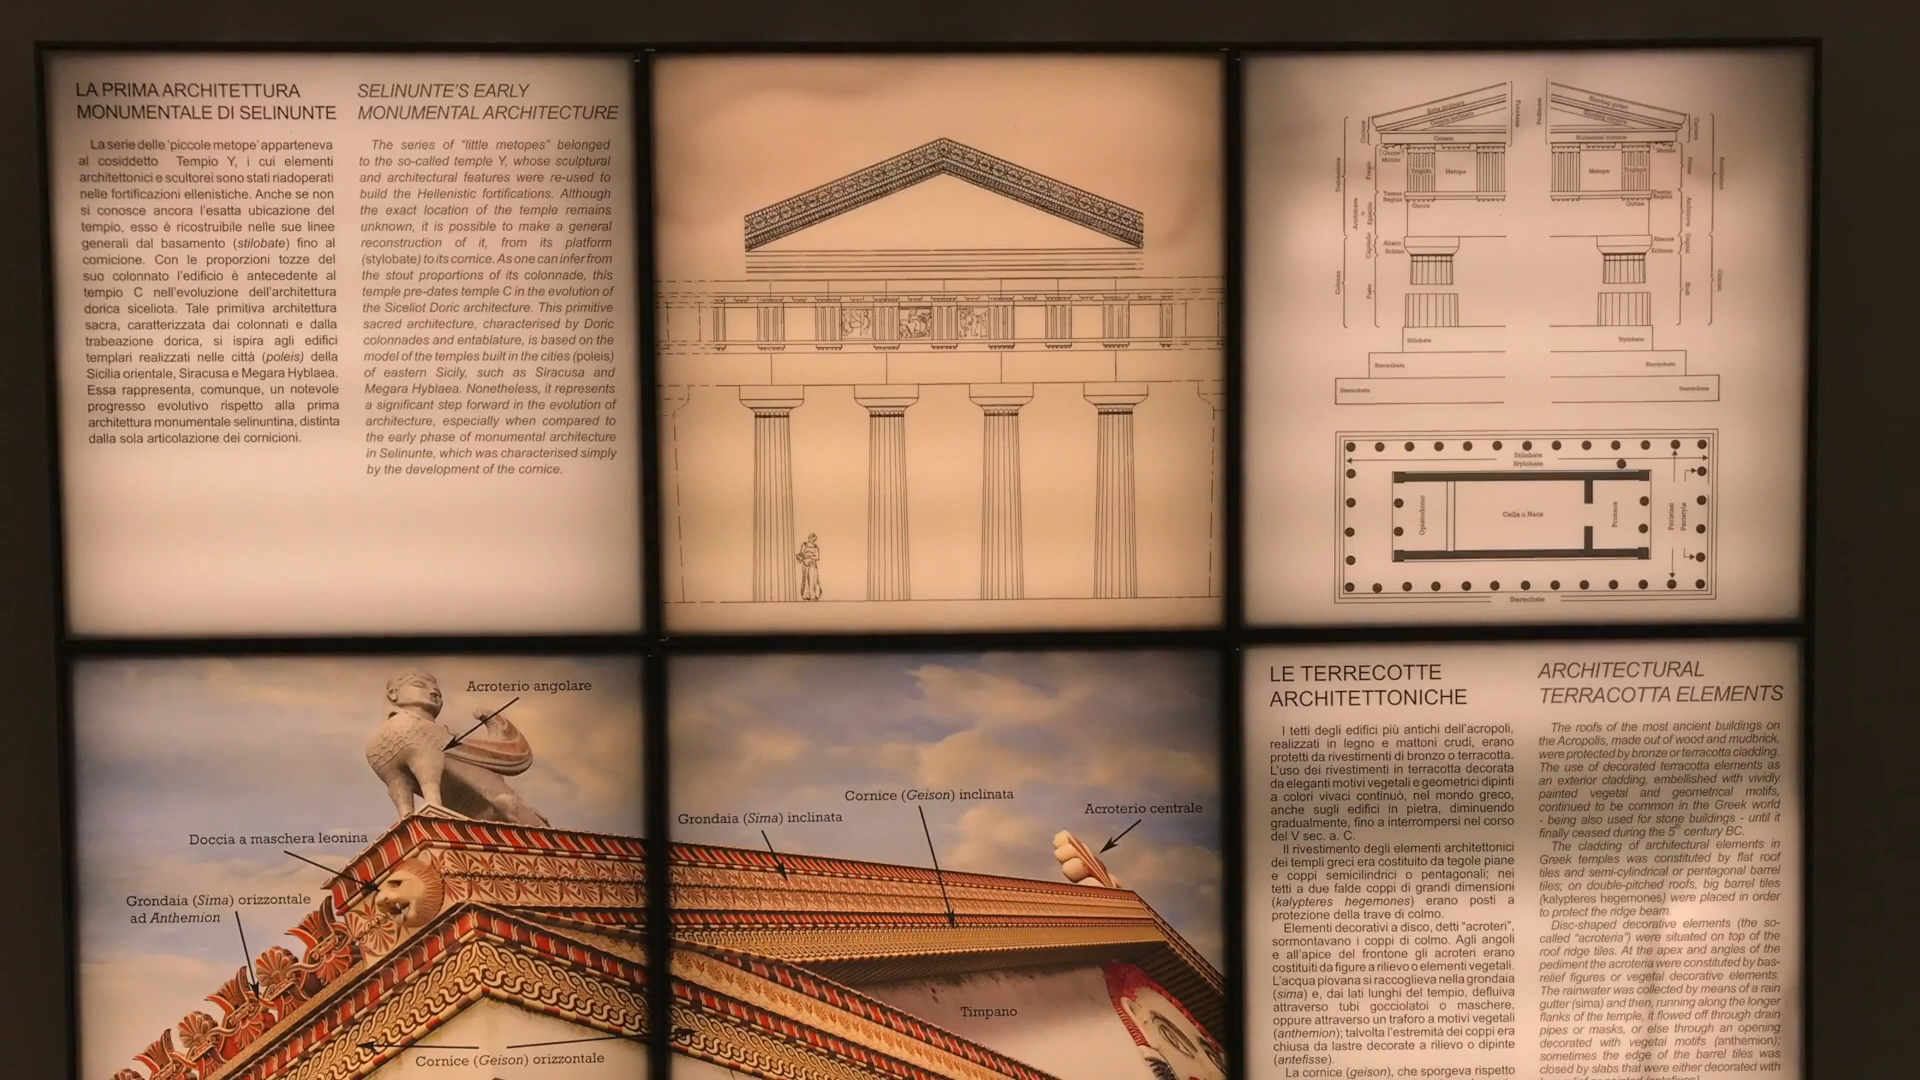 LA PRIMA ARCHITETTURA
MONUMENTALE DI SELINUNTE
La serie delle 'piccole metope' apparteneva
al cosiddetto Tempio Y, i cui elementi
architettonici e scultorei sono stati riadoperati
nelle fortificazioni ellenistiche. Anche se non
si conosce ancora l'esatta ubicazione del
tempio, esso è ricostruibile nelle sue linee
generali dal basamento (stilobate) fino al
cornicione. Con le proporzioni tozze del
suo colonnato l'edificio è antecedente al
tempio C nell'evoluzione dell'architettura
dorica siceliota. Tale primitiva architettura
sacra, caratterizzata dai colonnati e dalla
trabeazione dorica, si ispira agli edifici
templari realizzati nelle città (poleis) della
Sicilia orientale, Siracusa e Megara Hyblaea.
Essa rappresenta, comunque, un notevole
progresso evolutivo rispetto alla prima
architettura monumentale selinuntina, distinta
dalla sola articolazione dei cornicioni.
SELINUNTE'S EARLY
MONUMENTAL ARCHITECTURE
The series of "little metopes" belonged
to the so-called temple Y, whose sculptural
and architectural features were re-used to
build the Hellenistic fortifications. Although
the exact location of the temple remains
unknown, it is possible to make a general
reconstruction of it, from its platform
(stylobate) to its cornice. As one can infer from
the stout proportions of its colonnade, this
temple pre-dates temple C in the evolution of
the Siceliot Doric architecture. This primitive
sacred architecture, characterised by Doric
colonnades and entablature, is based on the
model of the temples built in the cities (poleis)
of eastern Sicily, such as Siracusa and
Megara Hyblaea. Nonetheless, it represents
a significant step forward in the evolution of
architecture, especially when compared to
the early phase of monumental architecture
in Selinunte, which was characterised simply
by the development of the cornice.
Geison
Triglifo
Metopa
Gocce
Abaco
Echino
Stilobate
Stereobate
Stereobate
Horizontal cornice
Metope
Triglyph
Guttae
Abacus
Echinus
Stylobate
Stereobate
Stereobate
Stilobate
Stylobate
Opistodomo
Cella o Naos
Pronaos
Peristasi
Peristyle
Stereobate
Acroterio angolare
Doccia a maschera leonina
Grondaia (Sima) orizzontale
ad Anthemion
Cornice (Geison) orizzontale
Grondaia (Sima) inclinata
Cornice (Geison) inclinata
Acroterio centrale
Timpano
LE TERRECOTTE
ARCHITETTONICHE
I tetti degli edifici più antichi dell'acropoli,
realizzati in legno e mattoni crudi, erano
protetti da rivestimenti di bronzo o terracotta.
L'uso dei rivestimenti in terracotta decorata
da eleganti motivi vegetali e geometrici dipinti
a colori vivaci continuò, nel mondo greco,
anche sugli edifici in pietra, diminuendo
gradualmente, fino a interrompersi nel corso
del V sec. a. C.
Il rivestimento degli elementi architettonici
dei templi greci era costituito da tegole piane
e coppi semicilindrici o pentagonali; nei
tetti a due falde coppi di grandi dimensioni
(kalypteres hegemones) erano posti a
protezione della trave di colmo.
Elementi decorativi a disco, detti "acroteri",
sormontavano i coppi di colmo. Agli angoli
e all'apice del frontone gli acroteri erano
costituiti da figure a rilievo o elementi vegetali.
L'acqua piovana si raccoglieva nella grondaia
(sima) e, dai lati lunghi del tempio, defluiva
attraverso tubi gocciolatoi o maschere,
oppure attraverso un traforo a motivi vegetali
(anthemion); talvolta l'estremità dei coppi era
chiusa da lastre decorate a rilievo o dipinte
(antefisse).
La cornice (geison), che sporgeva rispetto
ARCHITECTURAL
TERRACOTTA ELEMENTS
The roofs of the most ancient buildings on
the Acropolis, made out of wood and mudbrick,
were protected by bronze or terracotta cladding.
The use of decorated terracotta elements as
an exterior cladding, embellished with vividly
painted vegetal and geometrical motifs,
continued to be common in the Greek world
- being also used for stone buildings - until it
finally ceased during the 5th century BC.
The cladding of architectural elements in
Greek temples was constituted by flat roof
tiles and semi-cylindrical or pentagonal barrel
tiles; on double-pitched roofs, big barrel tiles
(kalypteres hegemones) were placed in order
to protect the ridge beam.
Disc-shaped decorative elements (the so-
called "acroteria") were situated on top of the
roof ridge tiles. At the apex and angles of the
pediment the acroteria were constituted by bas-
relief figures or vegetal decorative elements.
The rainwater was collected by means of a rain
gutter (sima) and then, running along the longer
flanks of the temple, it flowed off through drain
pipes or masks, or else through an opening
decorated with vegetal motifs (anthemion);
sometimes the edge of the barrel tiles was
closed by slabs that were either decorated with